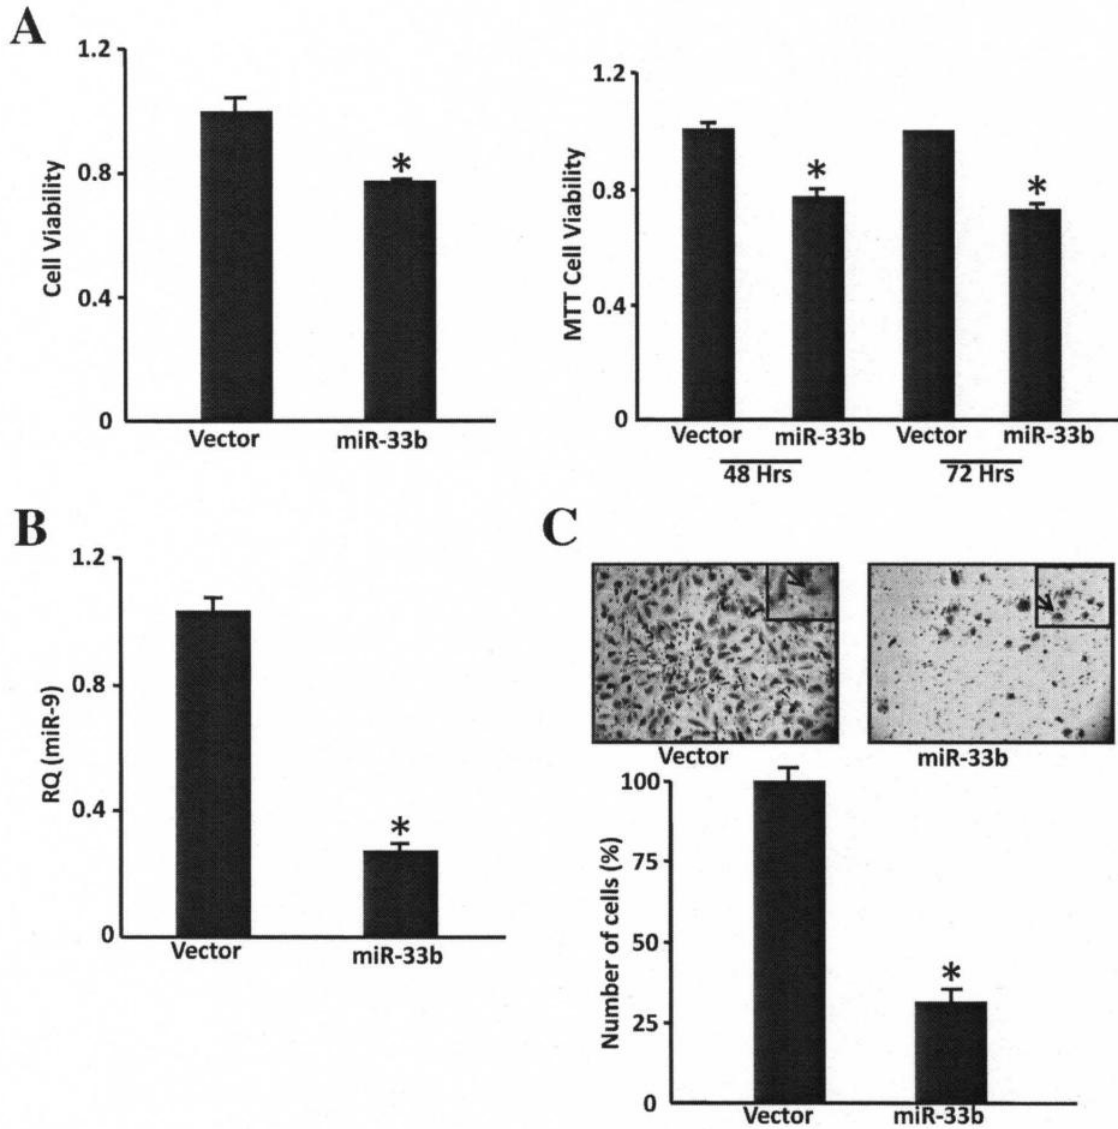 A
1.2
0.8
0.4
0
Cell Viability
*
Vector miR-33b
1.2
0.8
0.4
0
MTT Cell Viability
*
*
Vector miR-33b Vector miR-33b
48 Hrs 72 Hrs
B
1.2
0.8
0.4
0
RQ (miR-9)
*
Vector miR-33b
C
Vector miR-33b
100
75
50
25
0
Number of cells (%)
*
Vector miR-33b